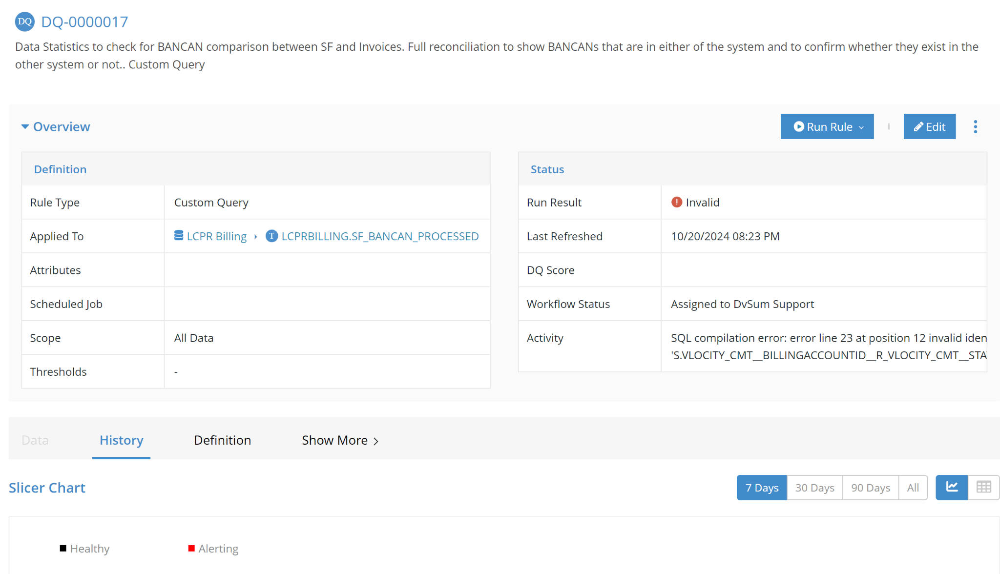 DQ DQ-0000017
Data Statistics to check for BANCAN comparison between SF and Invoices. Full reconciliation to show BANCANs that are in either of the system and to confirm whether they exist in the
other system or not.. Custom Query
Overview
Run Rule
Edit
Definition
Rule Type Custom Query
Applied To LCPR Billing T LCPRBILLING.SF_BANCAN_PROCESSED
Attributes
Scheduled Job
Scope All Data
Thresholds -
Status
Run Result Invalid
Last Refreshed 10/20/2024 08:23 PM
DQ Score
Workflow Status Assigned to DvSum Support
Activity SQL compilation error: error line 23 at position 12 invalid iden
'S.VLOCITY_CMT__BILLINGACCOUNTID__R_VLOCITY_CMT__STA
Data History Definition Show More >
Slicer Chart
7 Days 30 Days 90 Days All
Healthy Alerting